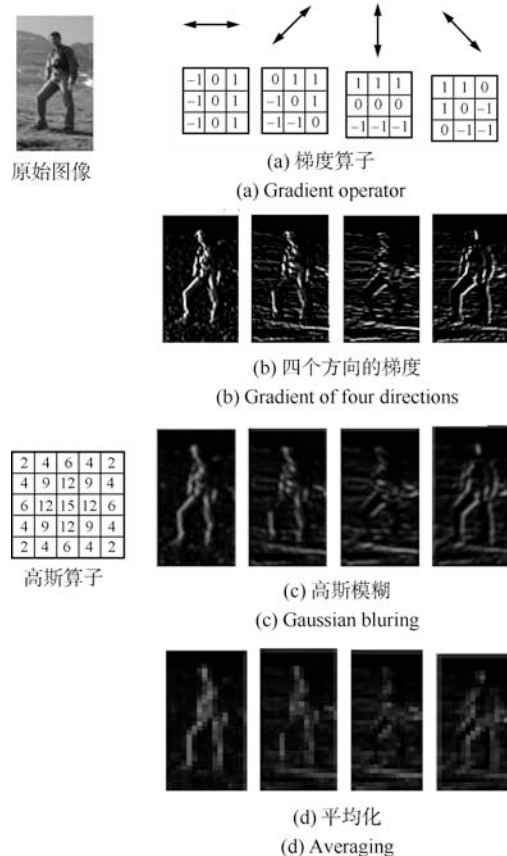 -1 0 1 0 1 1 1 1 1 1 1 0
-1 0 1 -1 0 1 0 0 0 1 0 -1
-1 0 1 -1 -1 0 -1 -1 -1 0 -1 -1
原始图像
(a) 梯度算子
(a) Gradient operator
(b) 四个方向的梯度
(b) Gradient of four directions
2 4 6 4 2
4 9 12 9 4
6 12 15 12 6
4 9 12 9 4
2 4 6 4 2
高斯算子
(c) 高斯模糊
(c) Gaussian bluring
(d) 平均化
(d) Averaging